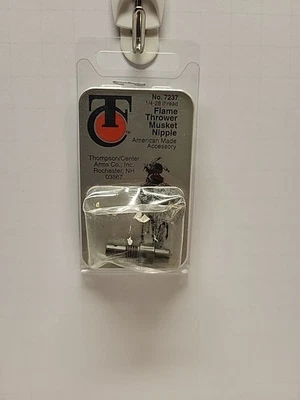 No. 7237
1/4-28 thread
Flame
Thrower
Musket
Nipple
American Made
Accessory
TC
Thompson/Center
Arms Co., Inc.
Rochester, NH
03867